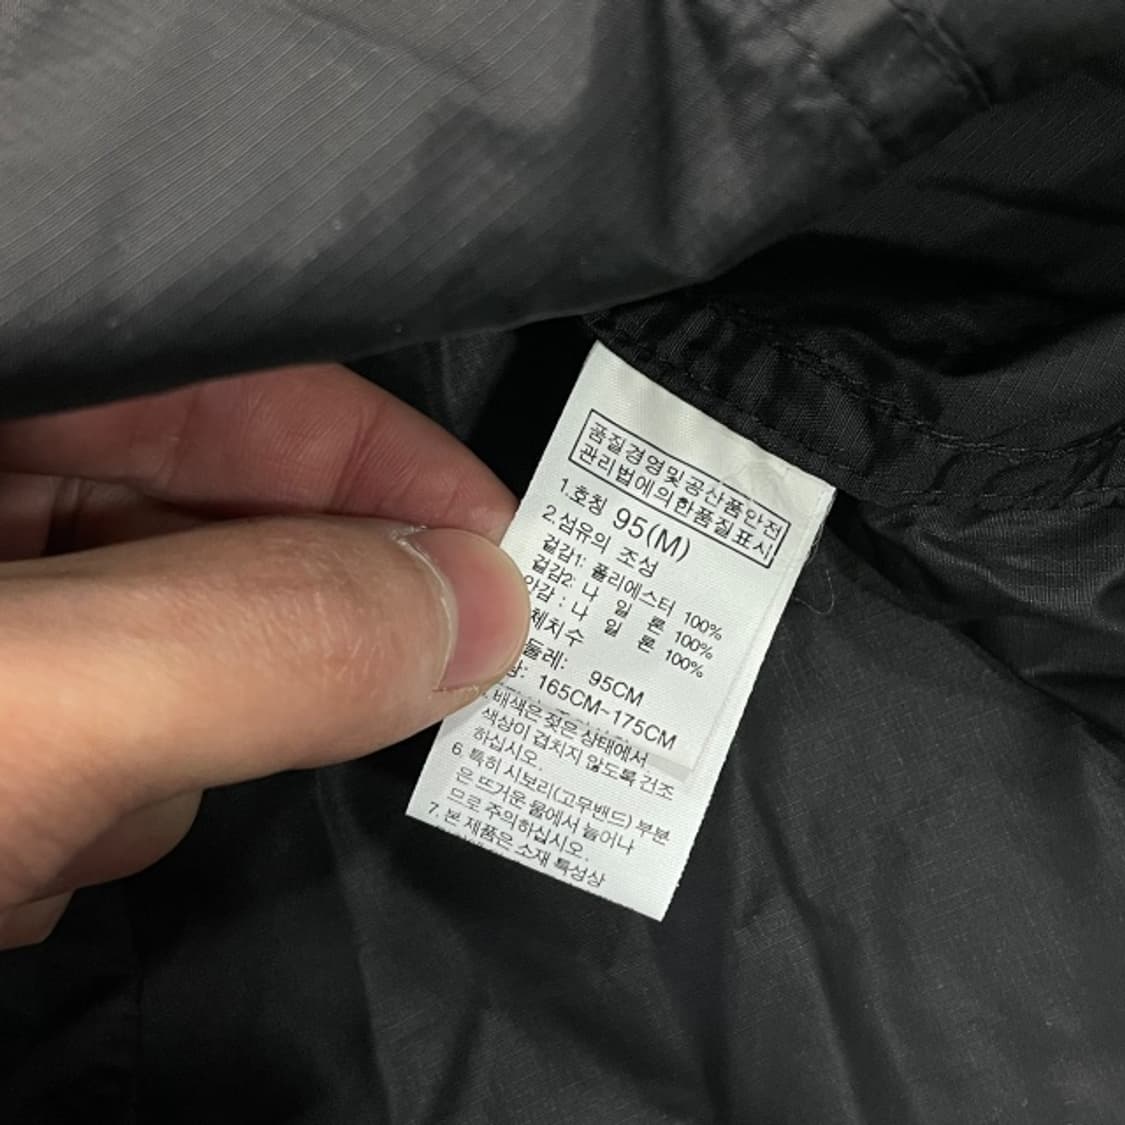 품질경영및공산품안전
관리법에의한품질표시
1.호칭 95(M)
2.섬유의 조성
겉감1: 폴리에스터 100%
겉감2: 나 일 론 100%
안감 : 나 일 론 100%
체치수
둘레: 95CM
165CM~175CM
배색은 젖은 상태에서
색상이 겹치지 않도록 건조
하십시오.
6. 특히 시보리(고무밴드) 부분
은 뜨거운 물에서 늘어나
므로 주의하십시오.
7. 본 제품은 소재 특성상